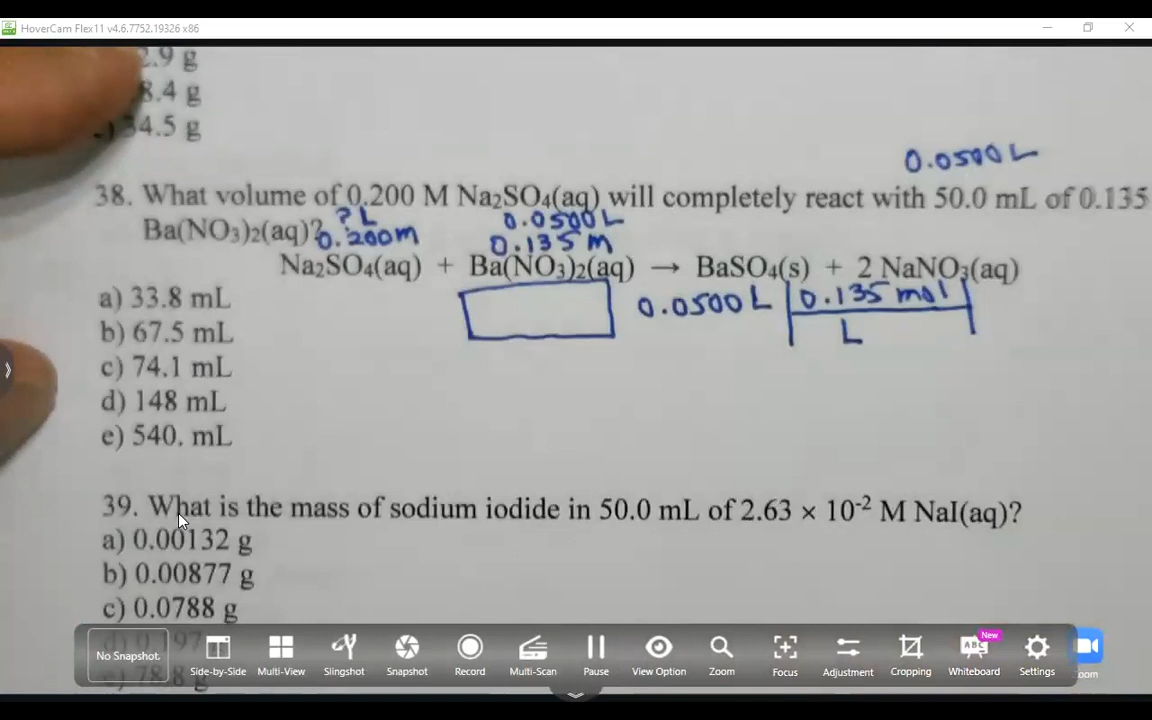 HoverCam Flex11 v4.6.7752.19326 x86
2.9 g
8.4 g
34.5 g
0.0500 L
38. What volume of 0.200 M Na₂SO₄(aq) will completely react with 50.0 mL of 0.135
? L 0.0500 L
Ba(NO₃)₂(aq)? 0.200 M 0.135 M
Na₂SO₄(aq) + Ba(NO₃)₂(aq) → BaSO₄(s) + 2 NaNO₃(aq)
a) 33.8 mL
0.0500 L 0.135 mol
b) 67.5 mL
L
c) 74.1 mL
d) 148 mL
e) 540. mL
39. What is the mass of sodium iodide in 50.0 mL of 2.63 × 10⁻² M NaI(aq)?
a) 0.00132 g
b) 0.00877 g
c) 0.0788 g
No Snapshot.
Side-by-Side Multi-View Slingshot Snapshot Record Multi-Scan Pause View Option Zoom Focus Adjustment Cropping Whiteboard Settings
New
ABC